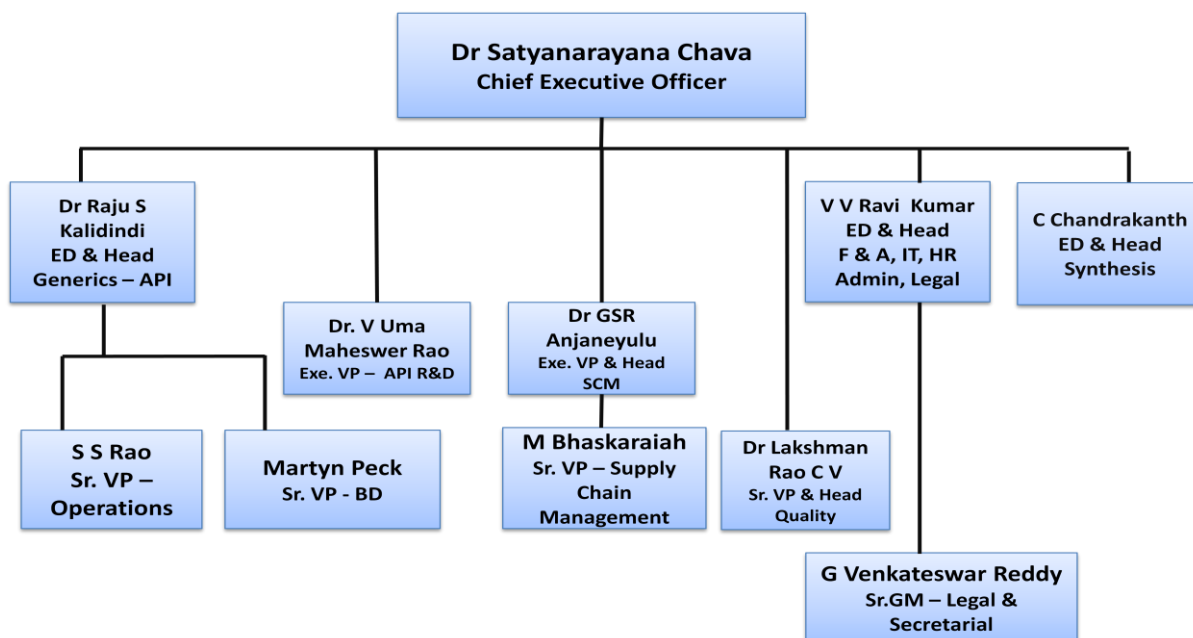 Dr Satyanarayana Chava
Chief Executive Officer
Dr Raju S
Kalidindi
ED & Head
Generics – API
V V Ravi Kumar
ED & Head
F & A, IT, HR
Admin, Legal
C Chandrakanth
ED & Head
Synthesis
Dr. V Uma
Maheswer Rao
Exe. VP – API R&D
Dr GSR
Anjaneyulu
Exe. VP & Head
SCM
S S Rao
Sr. VP –
Operations
Martyn Peck
Sr. VP - BD
M Bhaskaraiah
Sr. VP – Supply
Chain
Management
Dr Lakshman
Rao C V
Sr. VP & Head
Quality
G Venkateswar Reddy
Sr.GM – Legal &
Secretarial